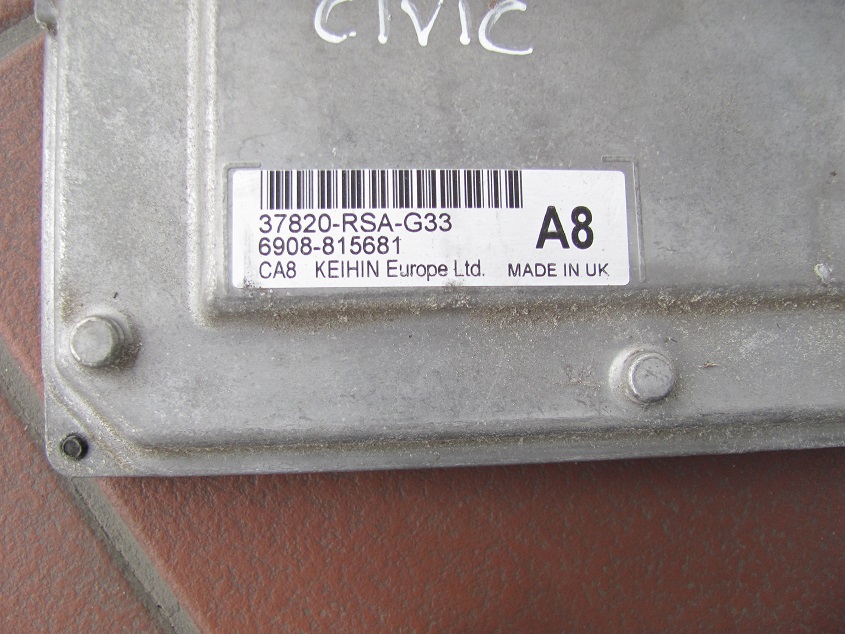 CIVIC
37820-RSA-G33
6908-815681
A8
CA8 KEIHIN Europe Ltd. MADE IN UK